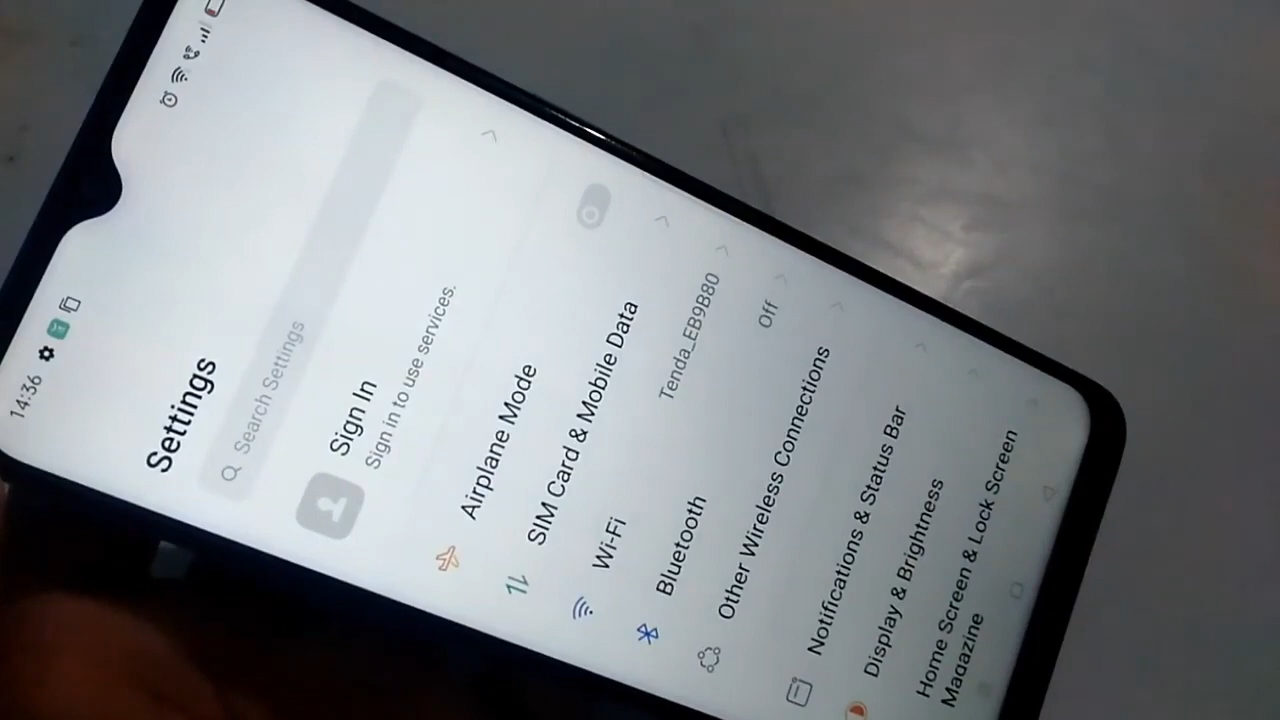 14:36
Settings
Search Settings
Sign In
Sign in to use services.
Airplane Mode
SIM Card & Mobile Data
Wi-Fi Tenda_EB9B80
Bluetooth Off
Other Wireless Connections
Notifications & Status Bar
Display & Brightness
Home Screen & Lock Screen
Magazine